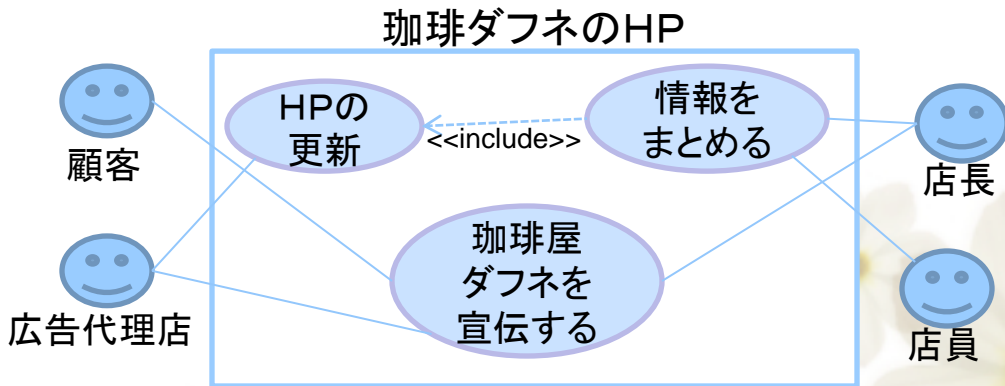 珈琲ダフネのHP
HPの
更新
<<include>>
情報を
まとめる
顧客
店長
珈琲屋
ダフネを
宣伝する
広告代理店
店員